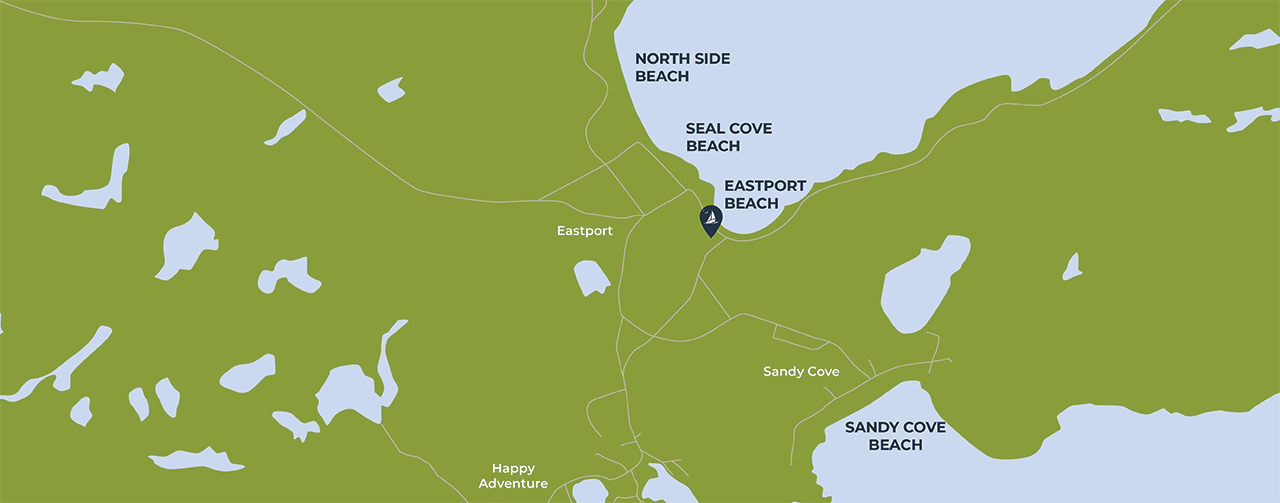 NORTH SIDE
BEACH
SEAL COVE
BEACH
EASTPORT
BEACH
Eastport
Sandy Cove
SANDY COVE
BEACH
Happy
Adventure